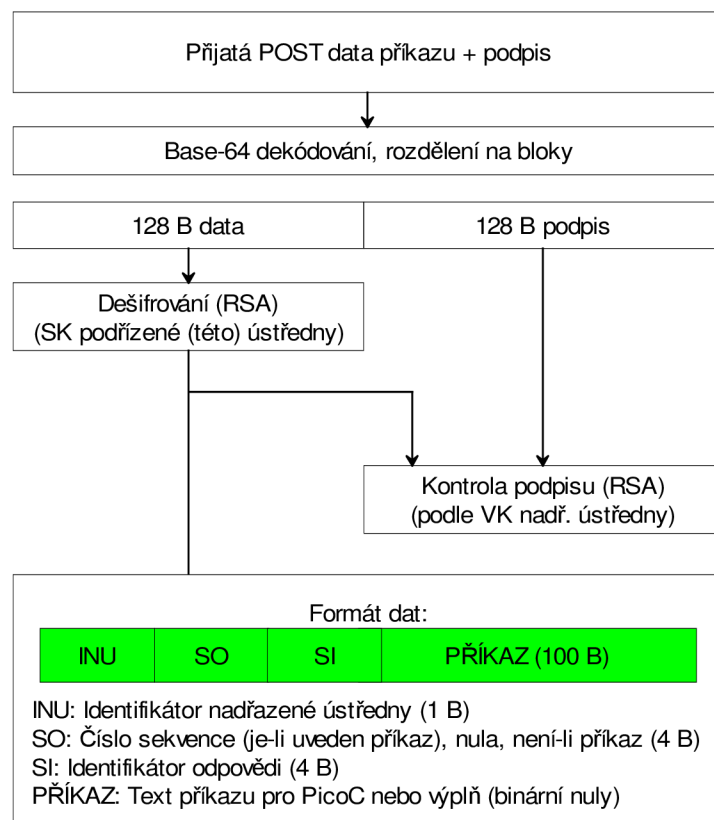 Přijatá POST data příkazu + podpis
Base-64 dekódování, rozdělení na bloky
128 B data
128 B podpis
Dešifrování (RSA)
(SK podřízené (této) ústředny)
Kontrola podpisu (RSA)
(podle VK nadř. ústředny)
Formát dat:
INU SO SI PŘÍKAZ (100 B)
INU: Identifikátor nadřazené ústředny (1 B)
SO: Číslo sekvence (je-li uveden příkaz), nula, není-li příkaz (4 B)
SI: Identifikátor odpovědi (4 B)
PŘÍKAZ: Text příkazu pro PicoC nebo výplň (binární nuly)